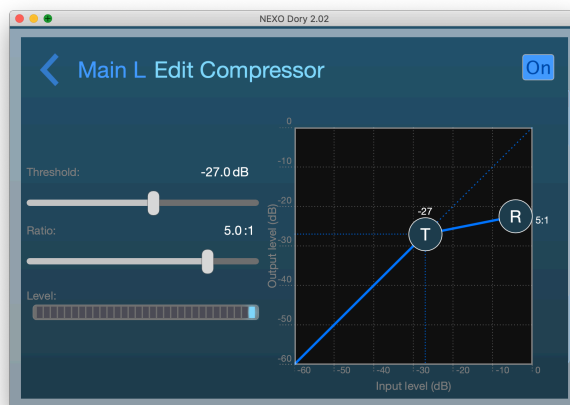 NEXO Dory 2.02
Main L Edit Compressor
On
Threshold:
-27.0 dB
Ratio:
5.0 :1
Level:
Output level (dB)
0
-10
-20
-30
-40
-50
-60
-27
T
R
5:1
-60 -50 -40 -30 -20 -10 0
Input level (dB)